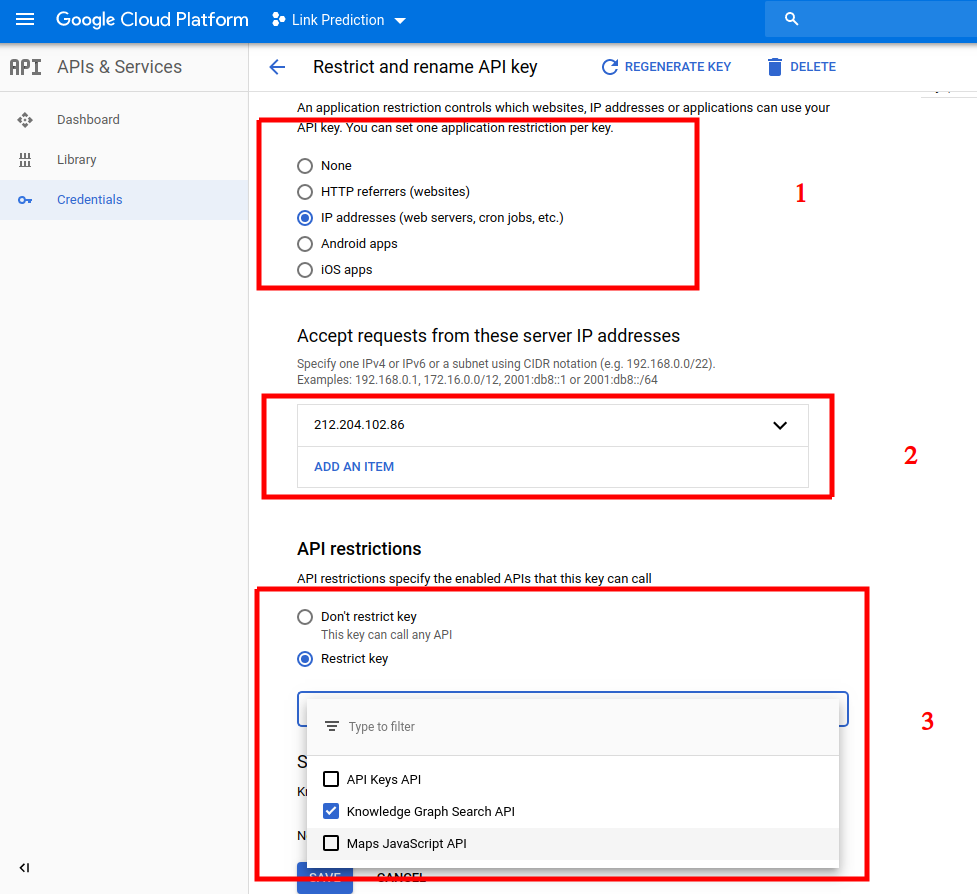 Google Cloud Platform Link Prediction
API APIs & Services
Restrict and rename API key REGENERATE KEY DELETE
Dashboard
Library
Credentials
An application restriction controls which websites, IP addresses or applications can use your
API key. You can set one application restriction per key.
None
HTTP referrers (websites)
IP addresses (web servers, cron jobs, etc.)
Android apps
iOS apps
1
Accept requests from these server IP addresses
Specify one IPv4 or IPv6 or a subnet using CIDR notation (e.g. 192.168.0.0/22).
Examples: 192.168.0.1, 172.16.0.0/12, 2001:db8::1 or 2001:db8::/64
212.204.102.86
ADD AN ITEM
2
API restrictions
API restrictions specify the enabled APIs that this key can call
Don't restrict key
This key can call any API
Restrict key
3
Type to filter
API Keys API
Knowledge Graph Search API
Maps JavaScript API
SAVE CANCEL